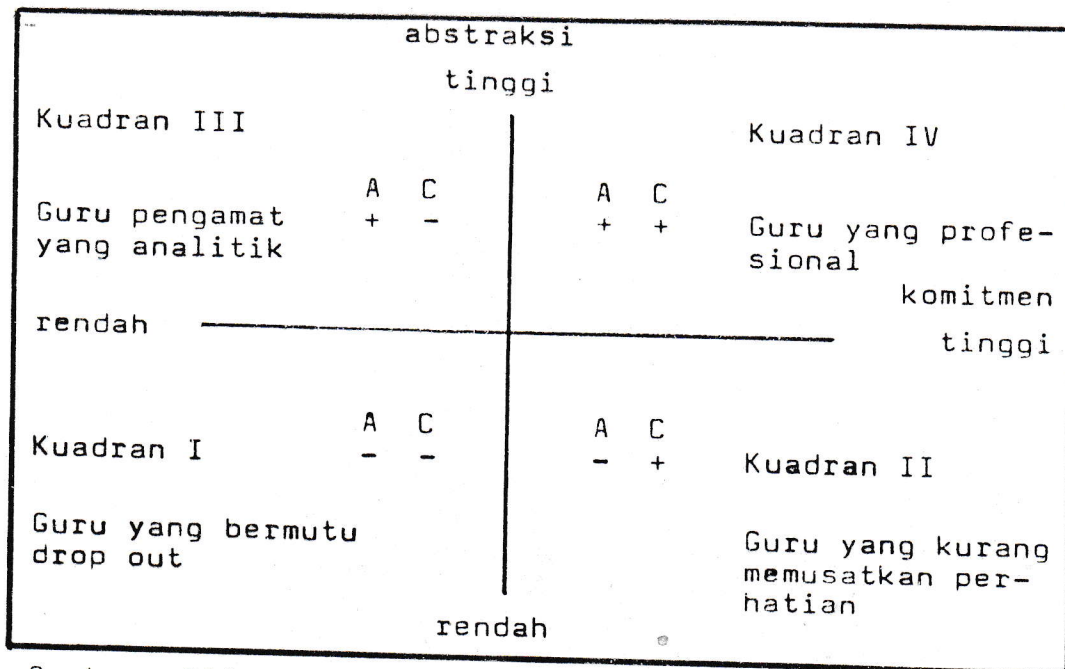 abstraksi
tinggi
Kuadran III
Kuadran IV
A C
A C
Guru pengamat + -
yang analitik
+ +
Guru yang profe-
sional
komitmen
rendah
tinggi
A C
A C
Kuadran I
- -
- +
Kuadran II
Guru yang bermutu
drop out
Guru yang kurang
memusatkan per-
hatian
rendah